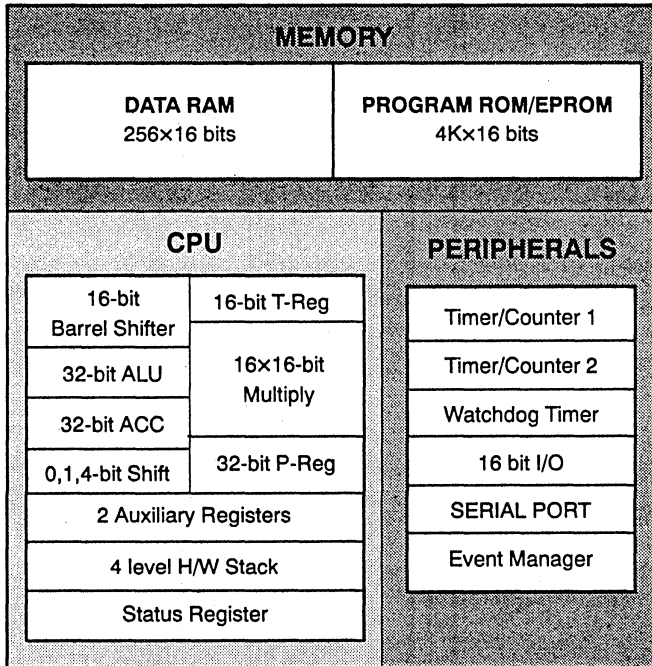 MEMORY
DATA RAM
256×16 bits
PROGRAM ROM/EPROM
4K×16 bits
CPU
16-bit
Barrel Shifter
32-bit ALU
32-bit ACC
0,1,4-bit Shift
16-bit T-Reg
16×16-bit
Multiply
32-bit P-Reg
2 Auxiliary Registers
4 level H/W Stack
Status Register
PERIPHERALS
Timer/Counter 1
Timer/Counter 2
Watchdog Timer
16 bit I/O
SERIAL PORT
Event Manager